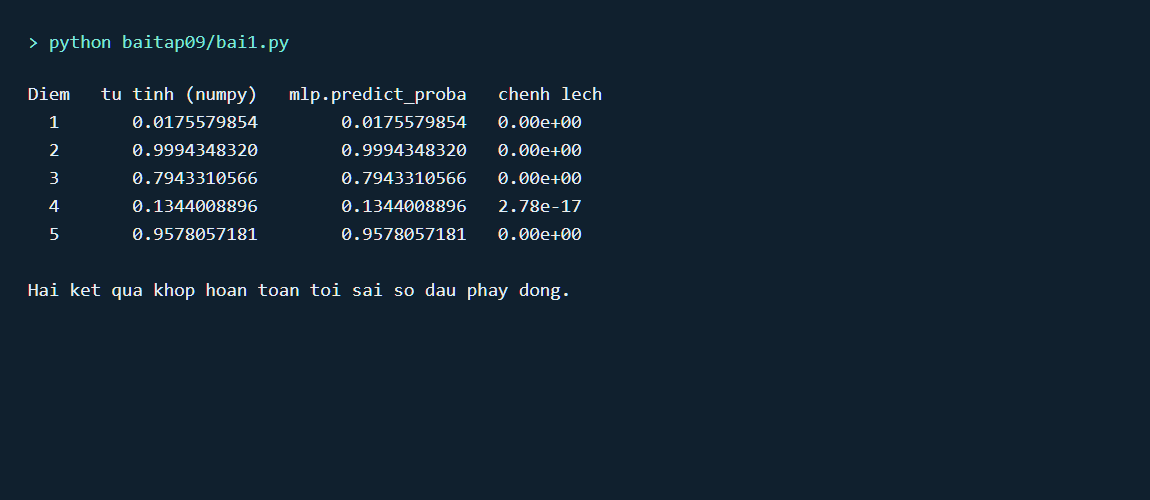 > python baitap09/bai1.py
Diem   tu tinh (numpy)   mlp.predict_proba   chenh lech
1       0.0175579854        0.0175579854   0.00e+00
2       0.9994348320        0.9994348320   0.00e+00
3       0.7943310566        0.7943310566   0.00e+00
4       0.1344008896        0.1344008896   2.78e-17
5       0.9578057181        0.9578057181   0.00e+00
Hai ket qua khop hoan toan toi sai so dau phay dong.